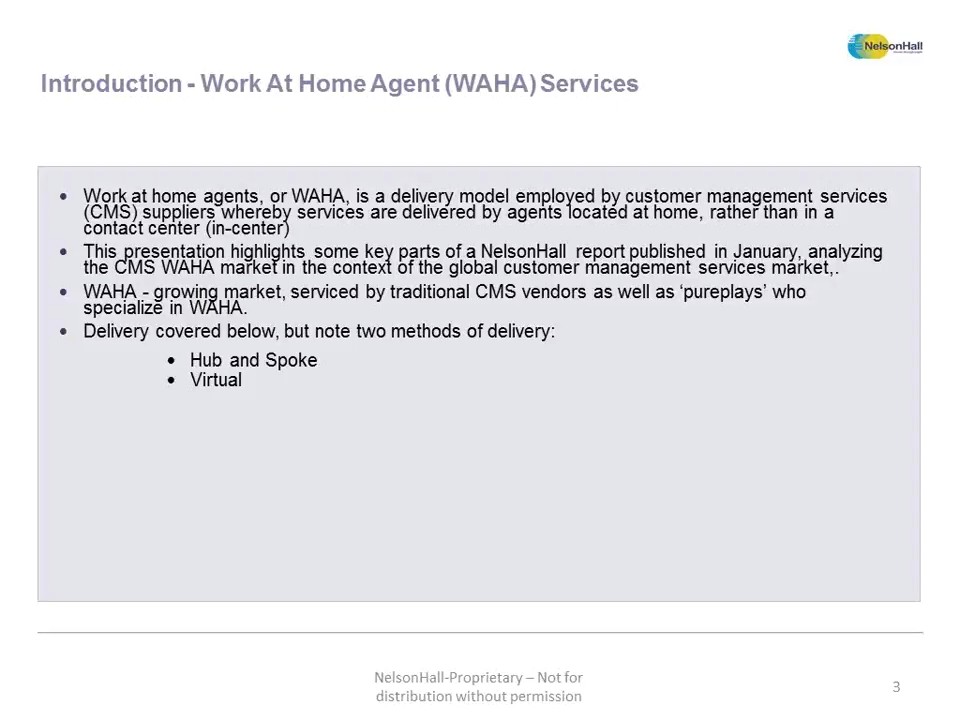 NelsonHall
Introduction - Work At Home Agent (WAHA) Services
• Work at home agents, or WAHA, is a delivery model employed by customer management services
(CMS) suppliers whereby services are delivered by agents located at home, rather than in a
contact center (in-center)
• This presentation highlights some key parts of a NelsonHall report published in January, analyzing
the CMS WAHA market in the context of the global customer management services market,.
• WAHA - growing market, serviced by traditional CMS vendors as well as ‘pureplays’ who
specialize in WAHA.
• Delivery covered below, but note two methods of delivery:
• Hub and Spoke
• Virtual
NelsonHall-Proprietary – Not for
distribution without permission
3